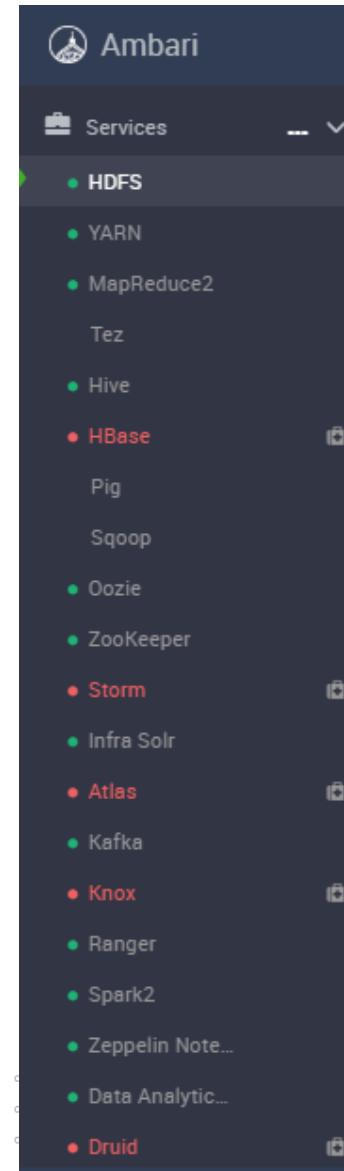 Ambari
Services ...
HDFS
YARN
MapReduce2
Tez
Hive
HBase
Pig
Sqoop
Oozie
ZooKeeper
Storm
Infra Solr
Atlas
Kafka
Knox
Ranger
Spark2
Zeppelin Note...
Data Analytic...
Druid